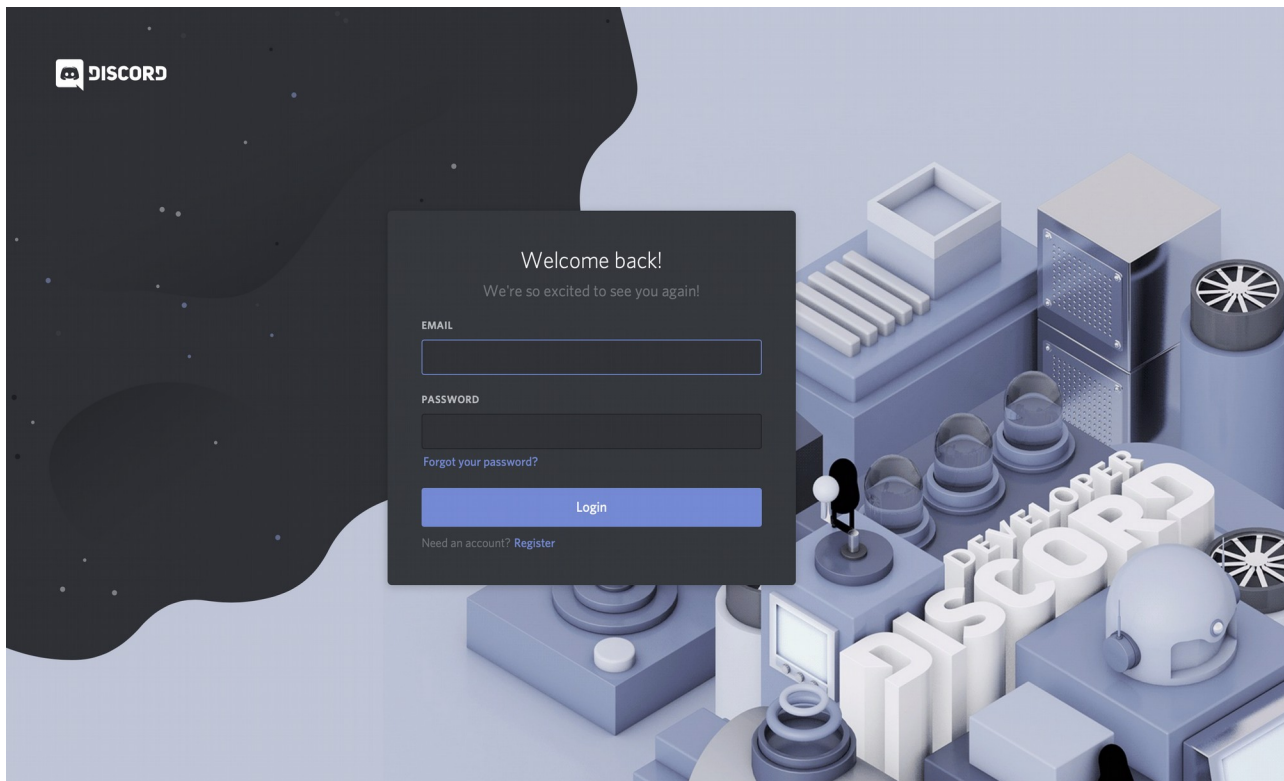 DISCORD
Welcome back!
We're so excited to see you again!
EMAIL
PASSWORD
Forgot your password?
Login
Need an account? Register
DEVELOPER
DISCORD